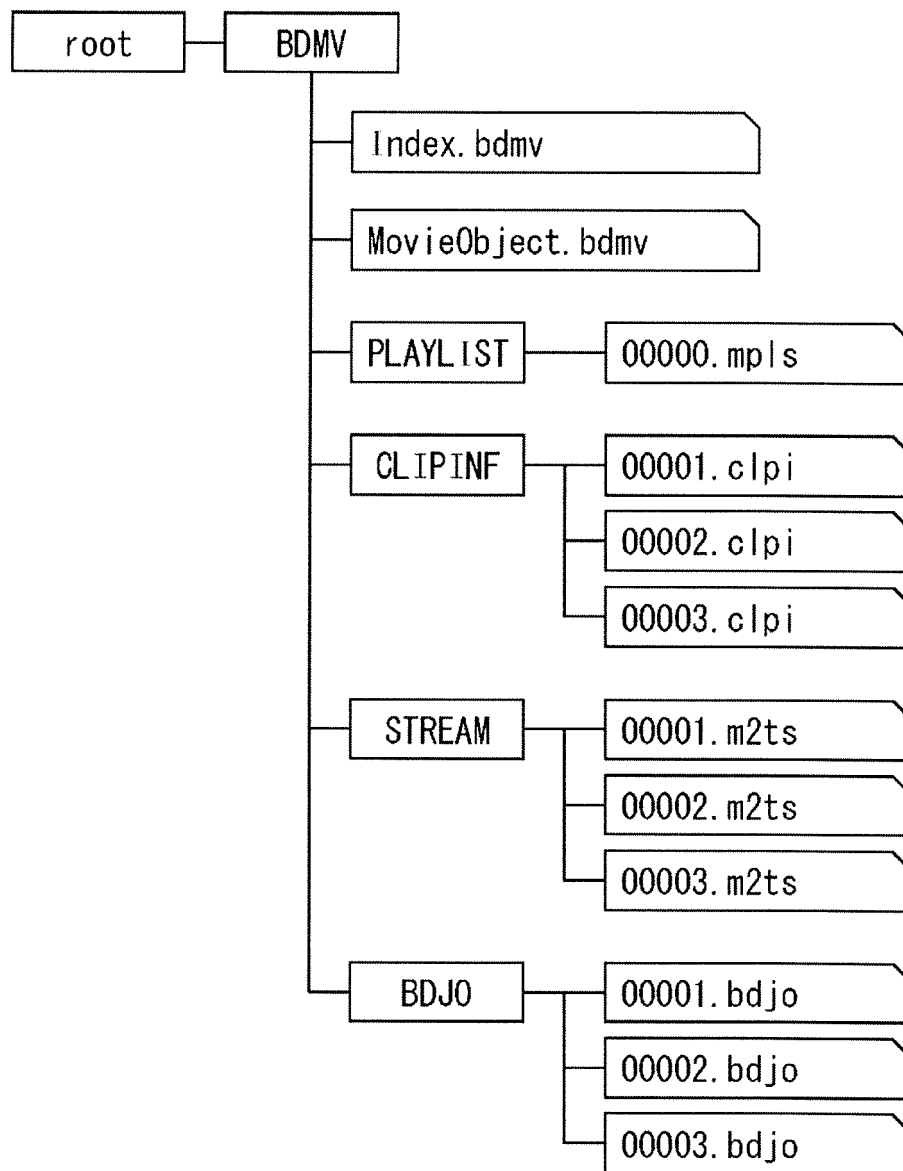 root
BDMV
Index.bdmv
MovieObject.bdmv
PLAYLIST
00000.mpls
CLIPINF
00001.clpi
00002.clpi
00003.clpi
STREAM
00001.m2ts
00002.m2ts
00003.m2ts
BDJO
00001.bdjo
00002.bdjo
00003.bdjo